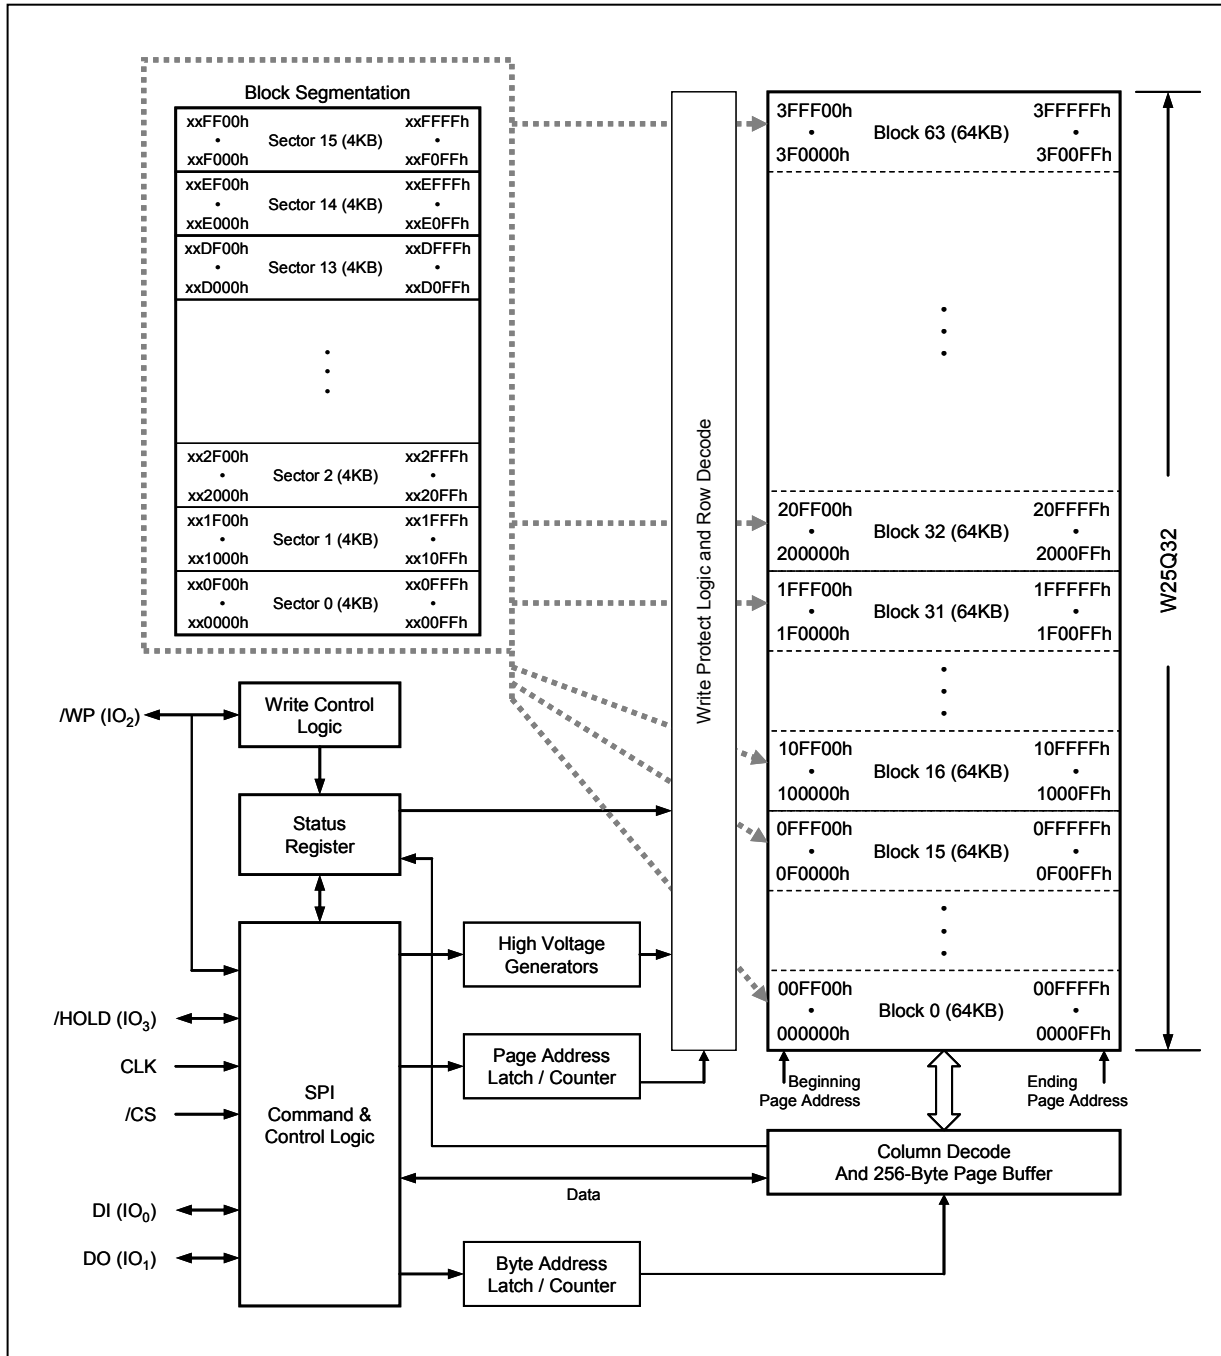 Block Segmentation
xxFF00h xxFFFFh
• Sector 15 (4KB) •
xxF000h xxF0FFh
xxEF00h xxEFFFh
• Sector 14 (4KB) •
xxE000h xxE0FFh
xxDF00h xxDFFFh
• Sector 13 (4KB) •
xxD000h xxD0FFh
xx2F00h xx2FFFh
• Sector 2 (4KB) •
xx2000h xx20FFh
xx1F00h xx1FFFh
• Sector 1 (4KB) •
xx1000h xx10FFh
xx0F00h xx0FFFh
• Sector 0 (4KB) •
xx0000h xx00FFh
Write Protect Logic and Row Decode
3FFF00h 3FFFFFh
• Block 63 (64KB) •
3F0000h 3F00FFh
20FF00h 20FFFFh
• Block 32 (64KB) •
200000h 2000FFh
1FFF00h 1FFFFFh
• Block 31 (64KB) •
1F0000h 1F00FFh
10FF00h 10FFFFh
• Block 16 (64KB) •
100000h 1000FFh
0FFF00h 0FFFFFh
• Block 15 (64KB) •
0F0000h 0F00FFh
00FF00h 00FFFFh
• Block 0 (64KB) •
000000h 0000FFh
W25Q32
Beginning
Page Address
Ending
Page Address
/WP (IO2)
Write Control
Logic
Status
Register
/HOLD (IO3)
CLK
/CS
DI (IO0)
DO (IO1)
SPI
Command &
Control Logic
High Voltage
Generators
Page Address
Latch / Counter
Column Decode
And 256-Byte Page Buffer
Data
Byte Address
Latch / Counter